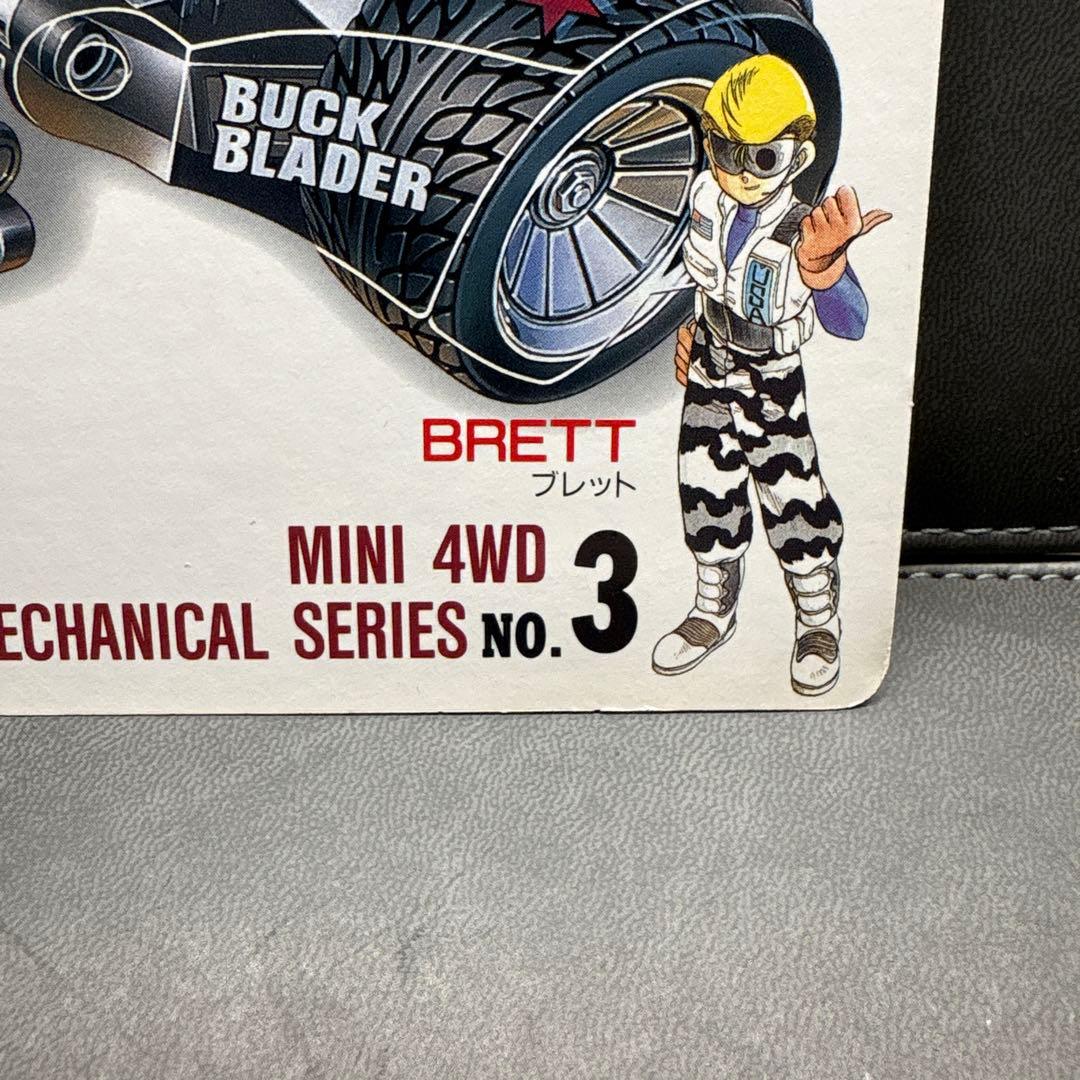 BUCK
BLADER
BRETT
ブレット
MINI 4WD
ECHANICAL SERIES NO. 3